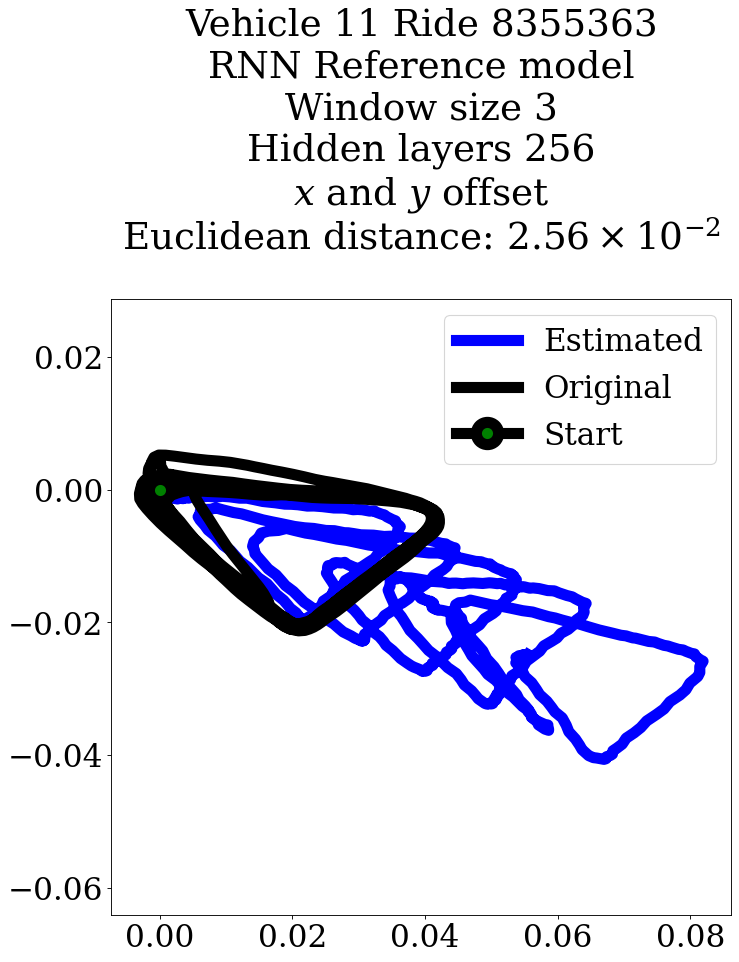 Vehicle 11 Ride 8355363
RNN Reference model
Window size 3
Hidden layers 256
x and y offset
Euclidean distance: 2.56 × 10⁻²
Estimated
Original
Start
0.02
0.00
−0.02
−0.04
−0.06
0.00 0.02 0.04 0.06 0.08